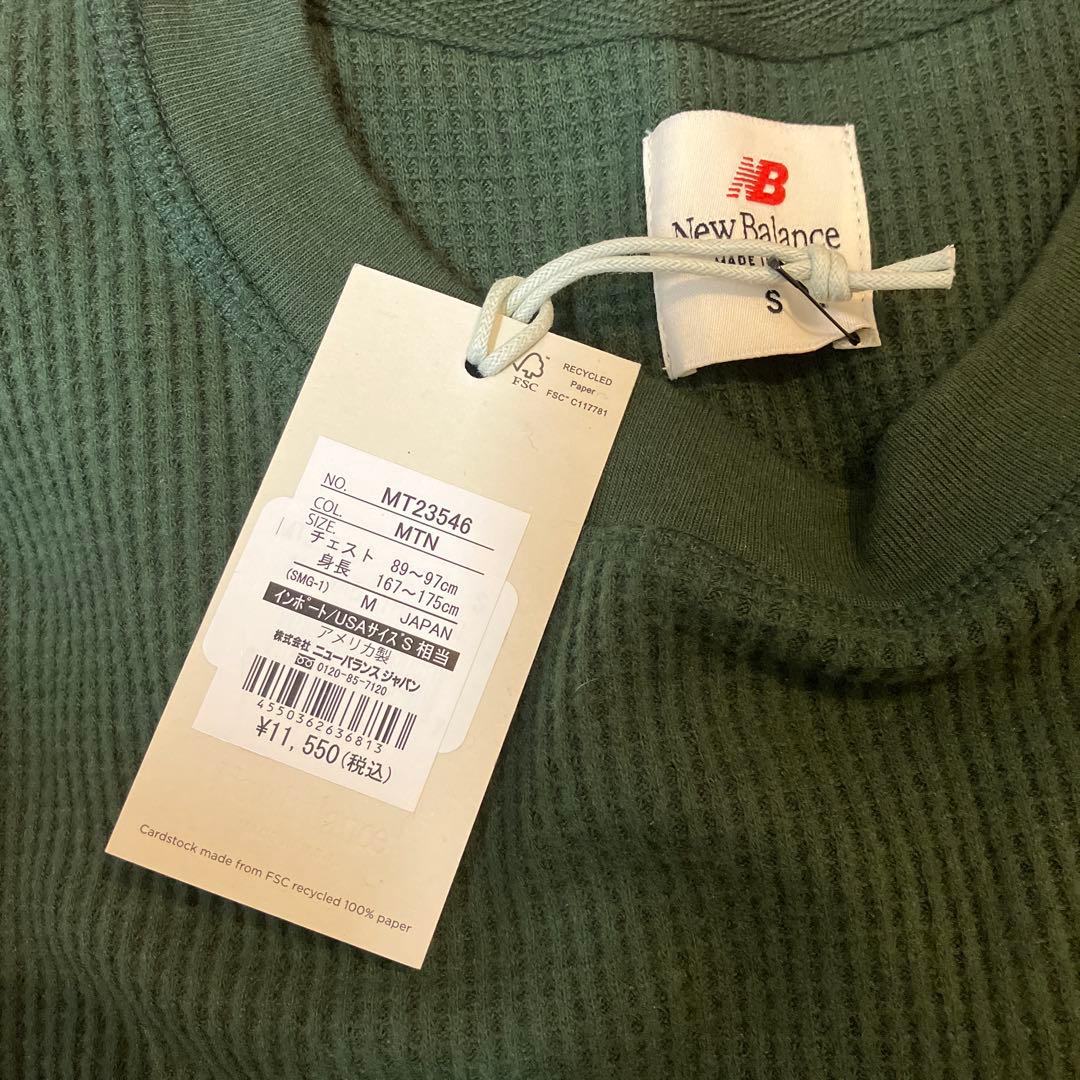 NB
New Balance
MADE
S
FSC
RECYCLED
Paper
FSC™ C117781
NO. MT23546
COL. MTN
SIZE.
チェスト 89～97cm
身長 167～175cm
(SMG-1) M JAPAN
インポート/USAサイズS 相当
アメリカ製
株式会社 ニューバランス ジャパン
0120-85-7120
4550362636813
¥11,550(税込)
Cardstock made from FSC recycled 100% paper